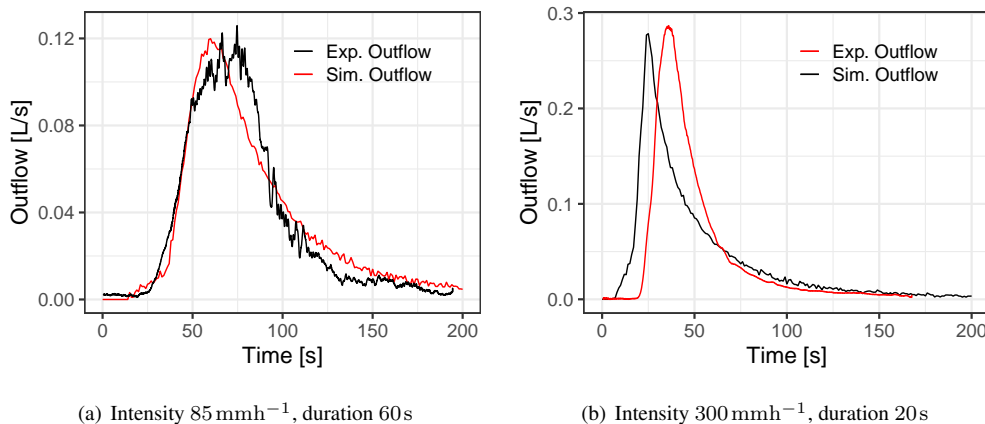 0.12
0.08
0.04
0.00
Outflow [L/s]
Exp. Outflow
Sim. Outflow
0 50 100 150 200
Time [s]
(a) Intensity 85 mmh−1, duration 60 s
0.3
0.2
0.1
0.0
Outflow [L/s]
Exp. Outflow
Sim. Outflow
0 50 100 150 200
Time [s]
(b) Intensity 300 mmh−1, duration 20 s